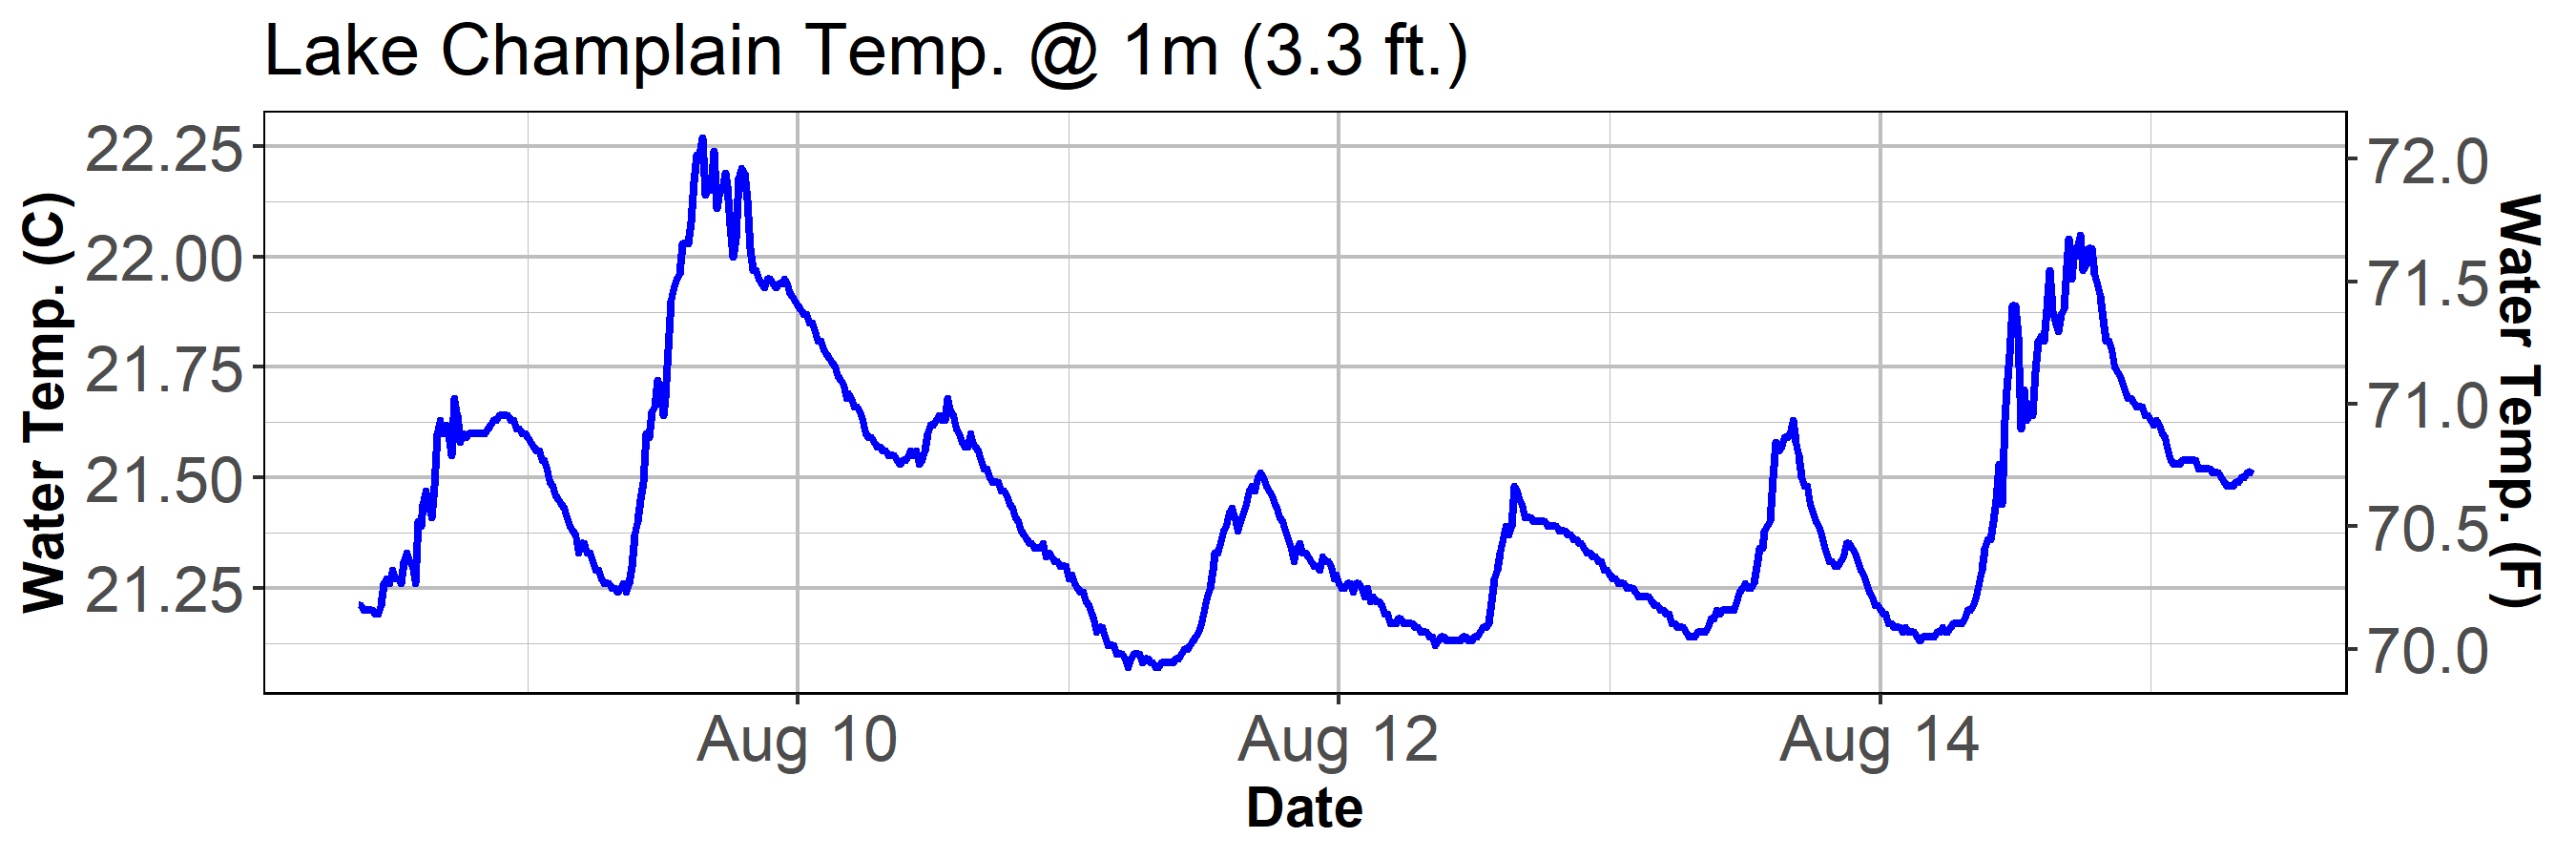 Lake Champlain Temp. @ 1m (3.3 ft.)
Water Temp. (C)
22.25
22.00
21.75
21.50
21.25
72.0
71.5
71.0
70.5
70.0
Water Temp. (F)
Aug 10
Aug 12
Aug 14
Date